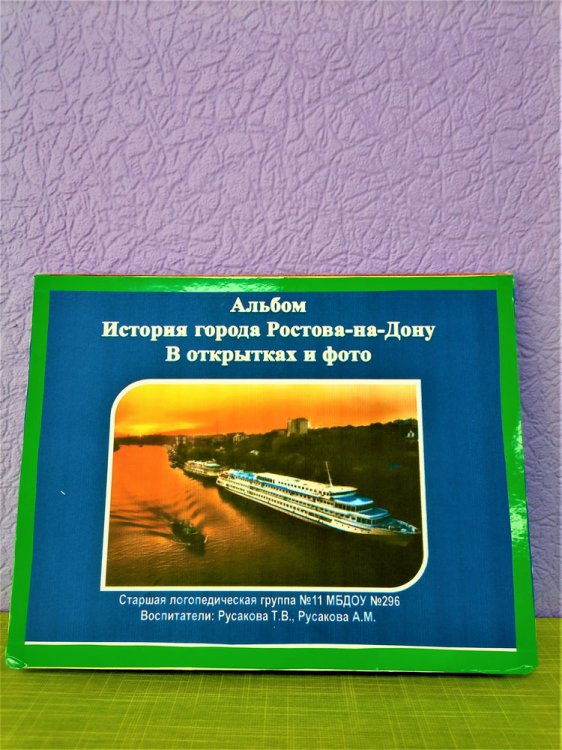 Альбом
История города Ростова-на-Дону
В открытках и фото
Старшая логопедическая группа №11 МБДОУ №296
Воспитатели: Русакова Т.В., Русакова А.М.